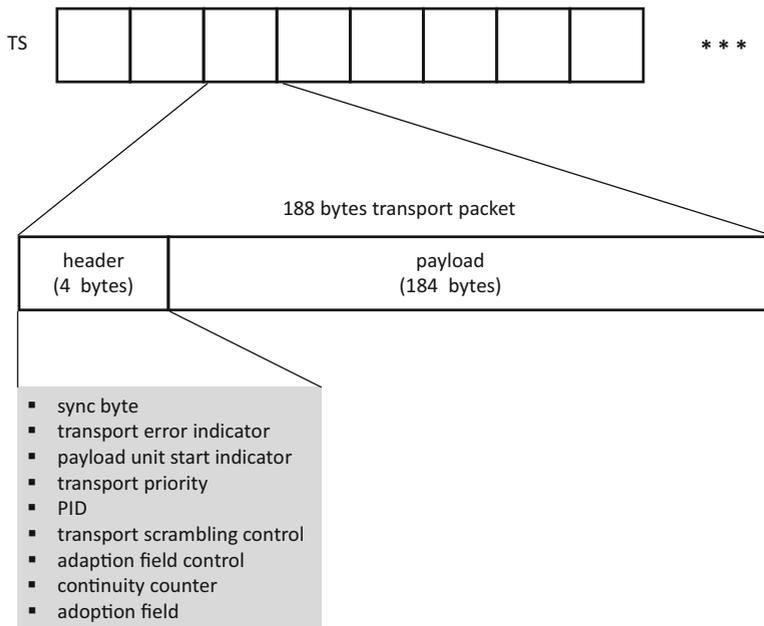 TS
***
188 bytes transport packet
header
(4 bytes)
payload
(184 bytes)
▪ sync byte
▪ transport error indicator
▪ payload unit start indicator
▪ transport priority
▪ PID
▪ transport scrambling control
▪ adaption field control
▪ continuity counter
▪ adoption field